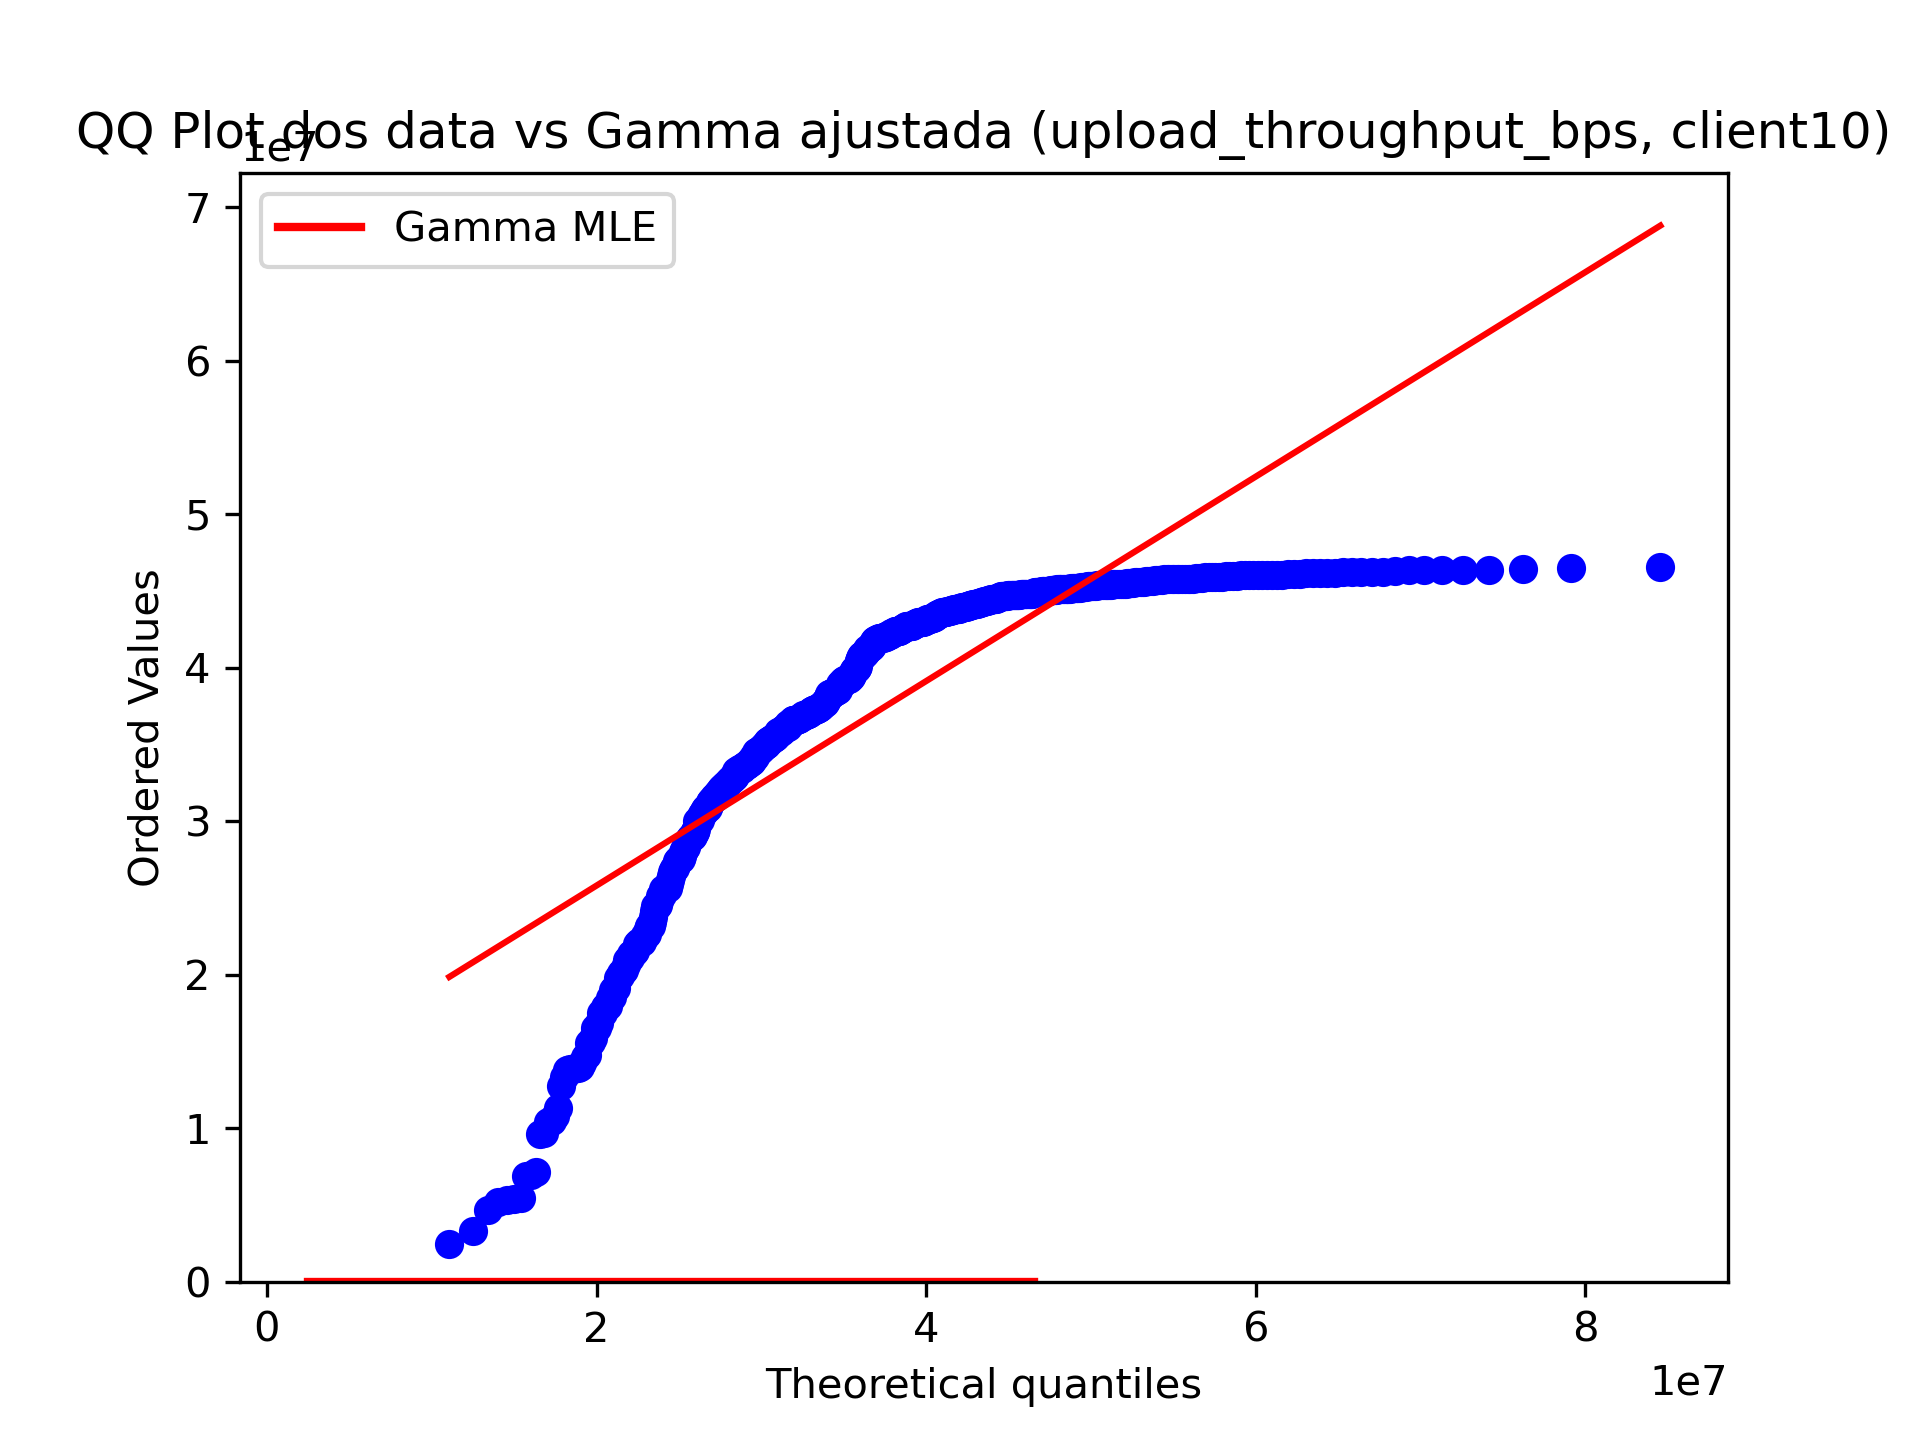 QQ Plot dos data vs Gamma ajustada (upload_throughput_bps, client10)
1e7
Gamma MLE
7
6
5
4
3
2
1
0
Ordered Values
0 2 4 6 8
1e7
Theoretical quantiles